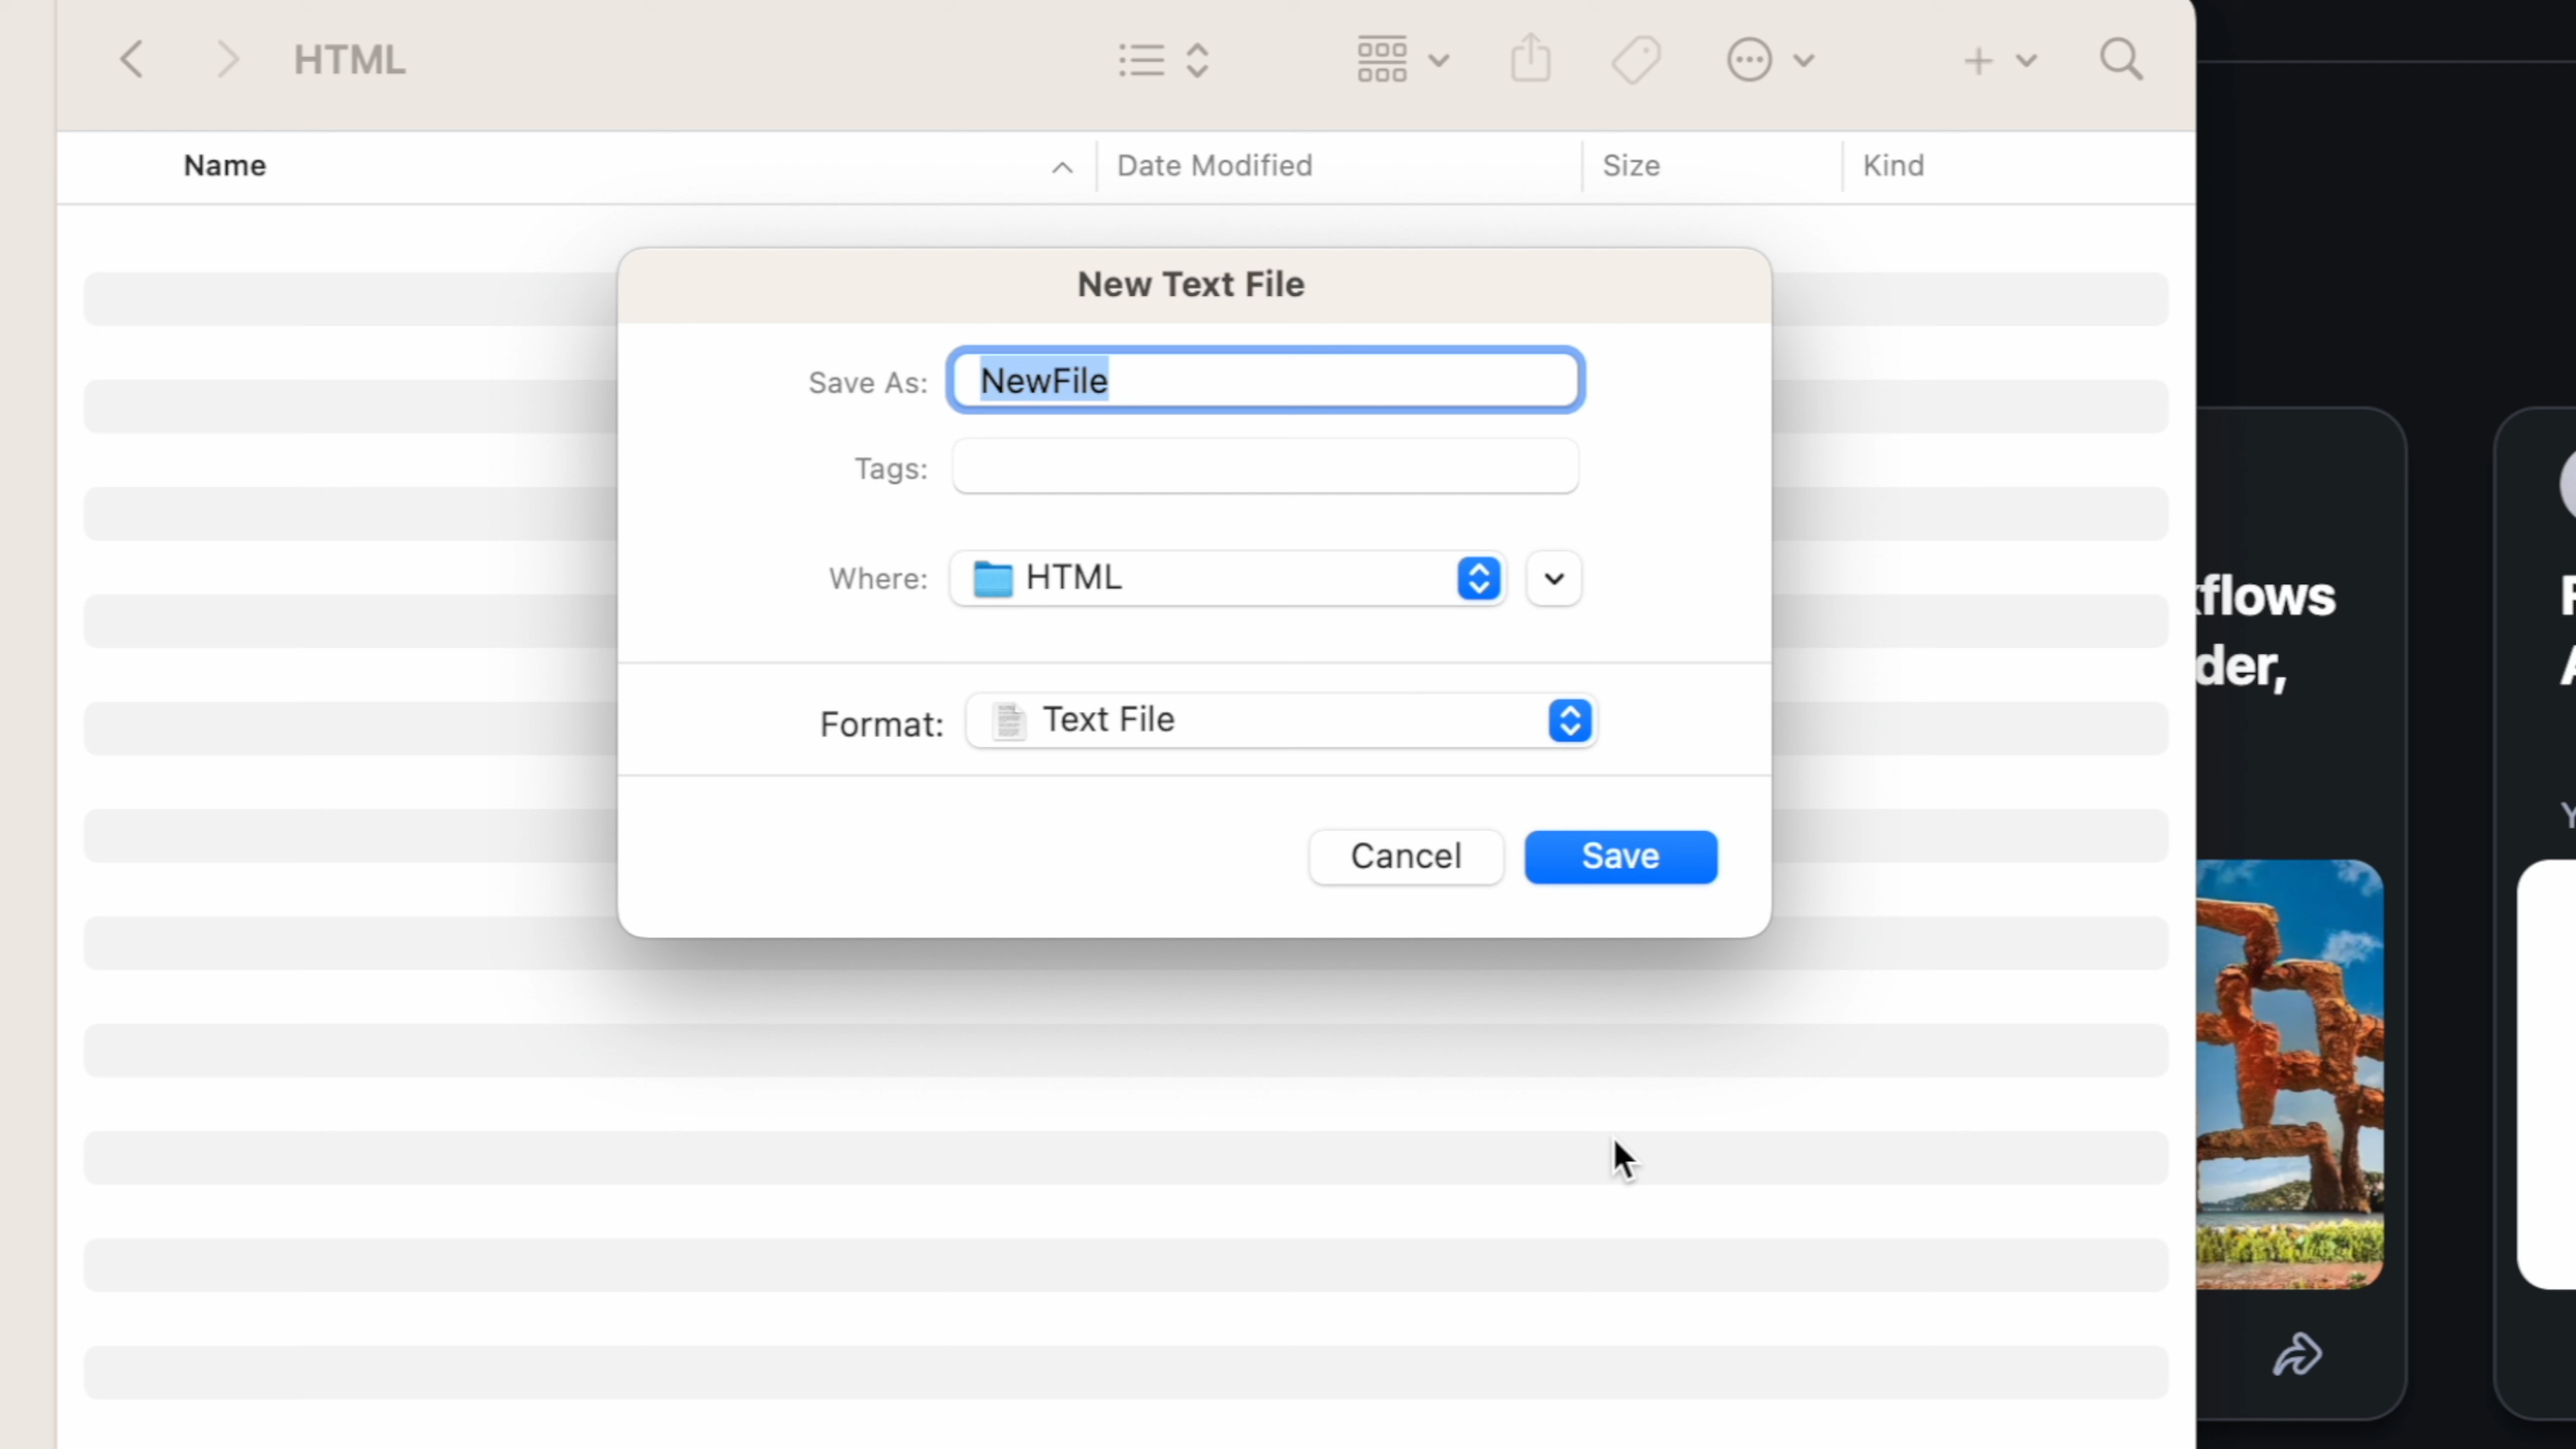 HTML
Name
Date Modified
Size
Kind
New Text File
Save As: NewFile
Tags:
Where: HTML
Format: Text File
Cancel
Save
flows
der,